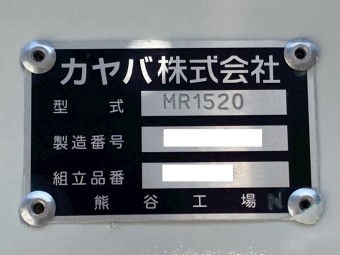 カヤバ株式会社
型式 MR1520
製造番号
組立品番
熊谷工場 N